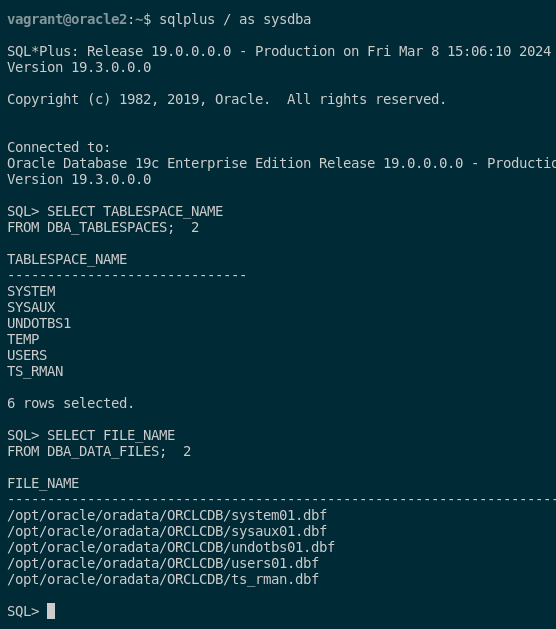 vagrant@oracle2:~$ sqlplus / as sysdba
SQL*Plus: Release 19.0.0.0.0 - Production on Fri Mar 8 15:06:10 2024
Version 19.3.0.0.0
Copyright (c) 1982, 2019, Oracle.  All rights reserved.
Connected to:
Oracle Database 19c Enterprise Edition Release 19.0.0.0.0 - Productio
Version 19.3.0.0.0
SQL> SELECT TABLESPACE_NAME
FROM DBA_TABLESPACES;  2
TABLESPACE_NAME
------------------------------
SYSTEM
SYSAUX
UNDOTBS1
TEMP
USERS
TS_RMAN
6 rows selected.
SQL> SELECT FILE_NAME
FROM DBA_DATA_FILES;  2
FILE_NAME
---------------------------------------------------------------------
/opt/oracle/oradata/ORCLCDB/system01.dbf
/opt/oracle/oradata/ORCLCDB/sysaux01.dbf
/opt/oracle/oradata/ORCLCDB/undotbs01.dbf
/opt/oracle/oradata/ORCLCDB/users01.dbf
/opt/oracle/oradata/ORCLCDB/ts_rman.dbf
SQL>